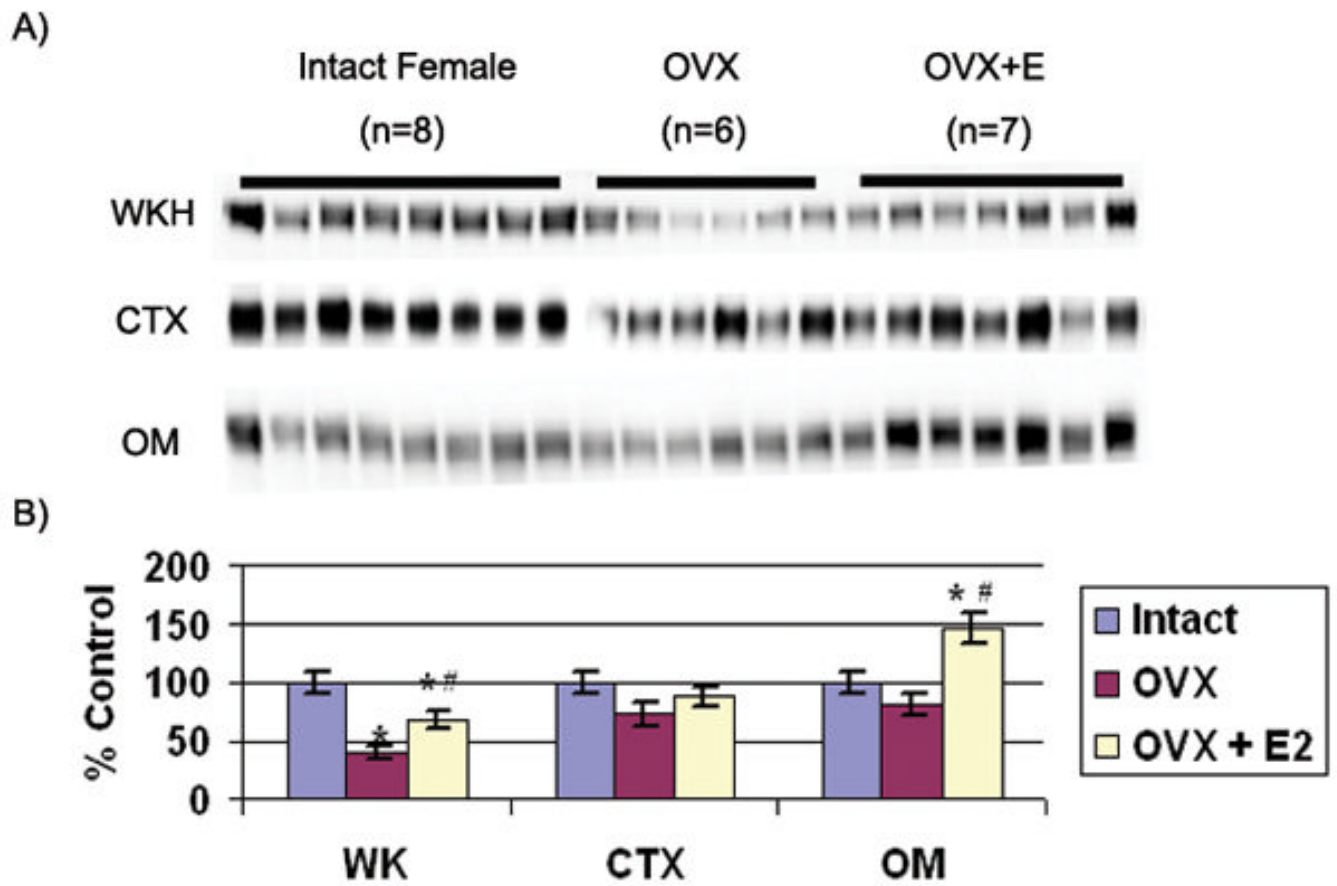 A)
Intact Female OVX OVX+E
(n=8) (n=6) (n=7)
WKH
CTX
OM
B)
% Control
200
150
100
50
0
* * #
* #
WK CTX OM
Intact
OVX
OVX + E2